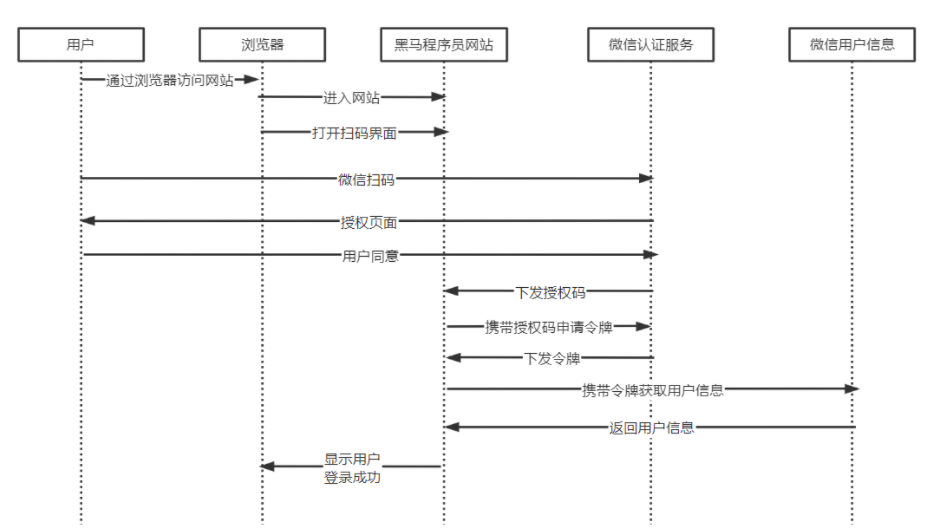 用户
浏览器
黑马程序员网站
微信认证服务
微信用户信息
通过浏览器访问网站
进入网站
打开扫码界面
微信扫码
授权页面
用户同意
下发授权码
携带授权码申请令牌
下发令牌
携带令牌获取用户信息
返回用户信息
显示用户
登录成功